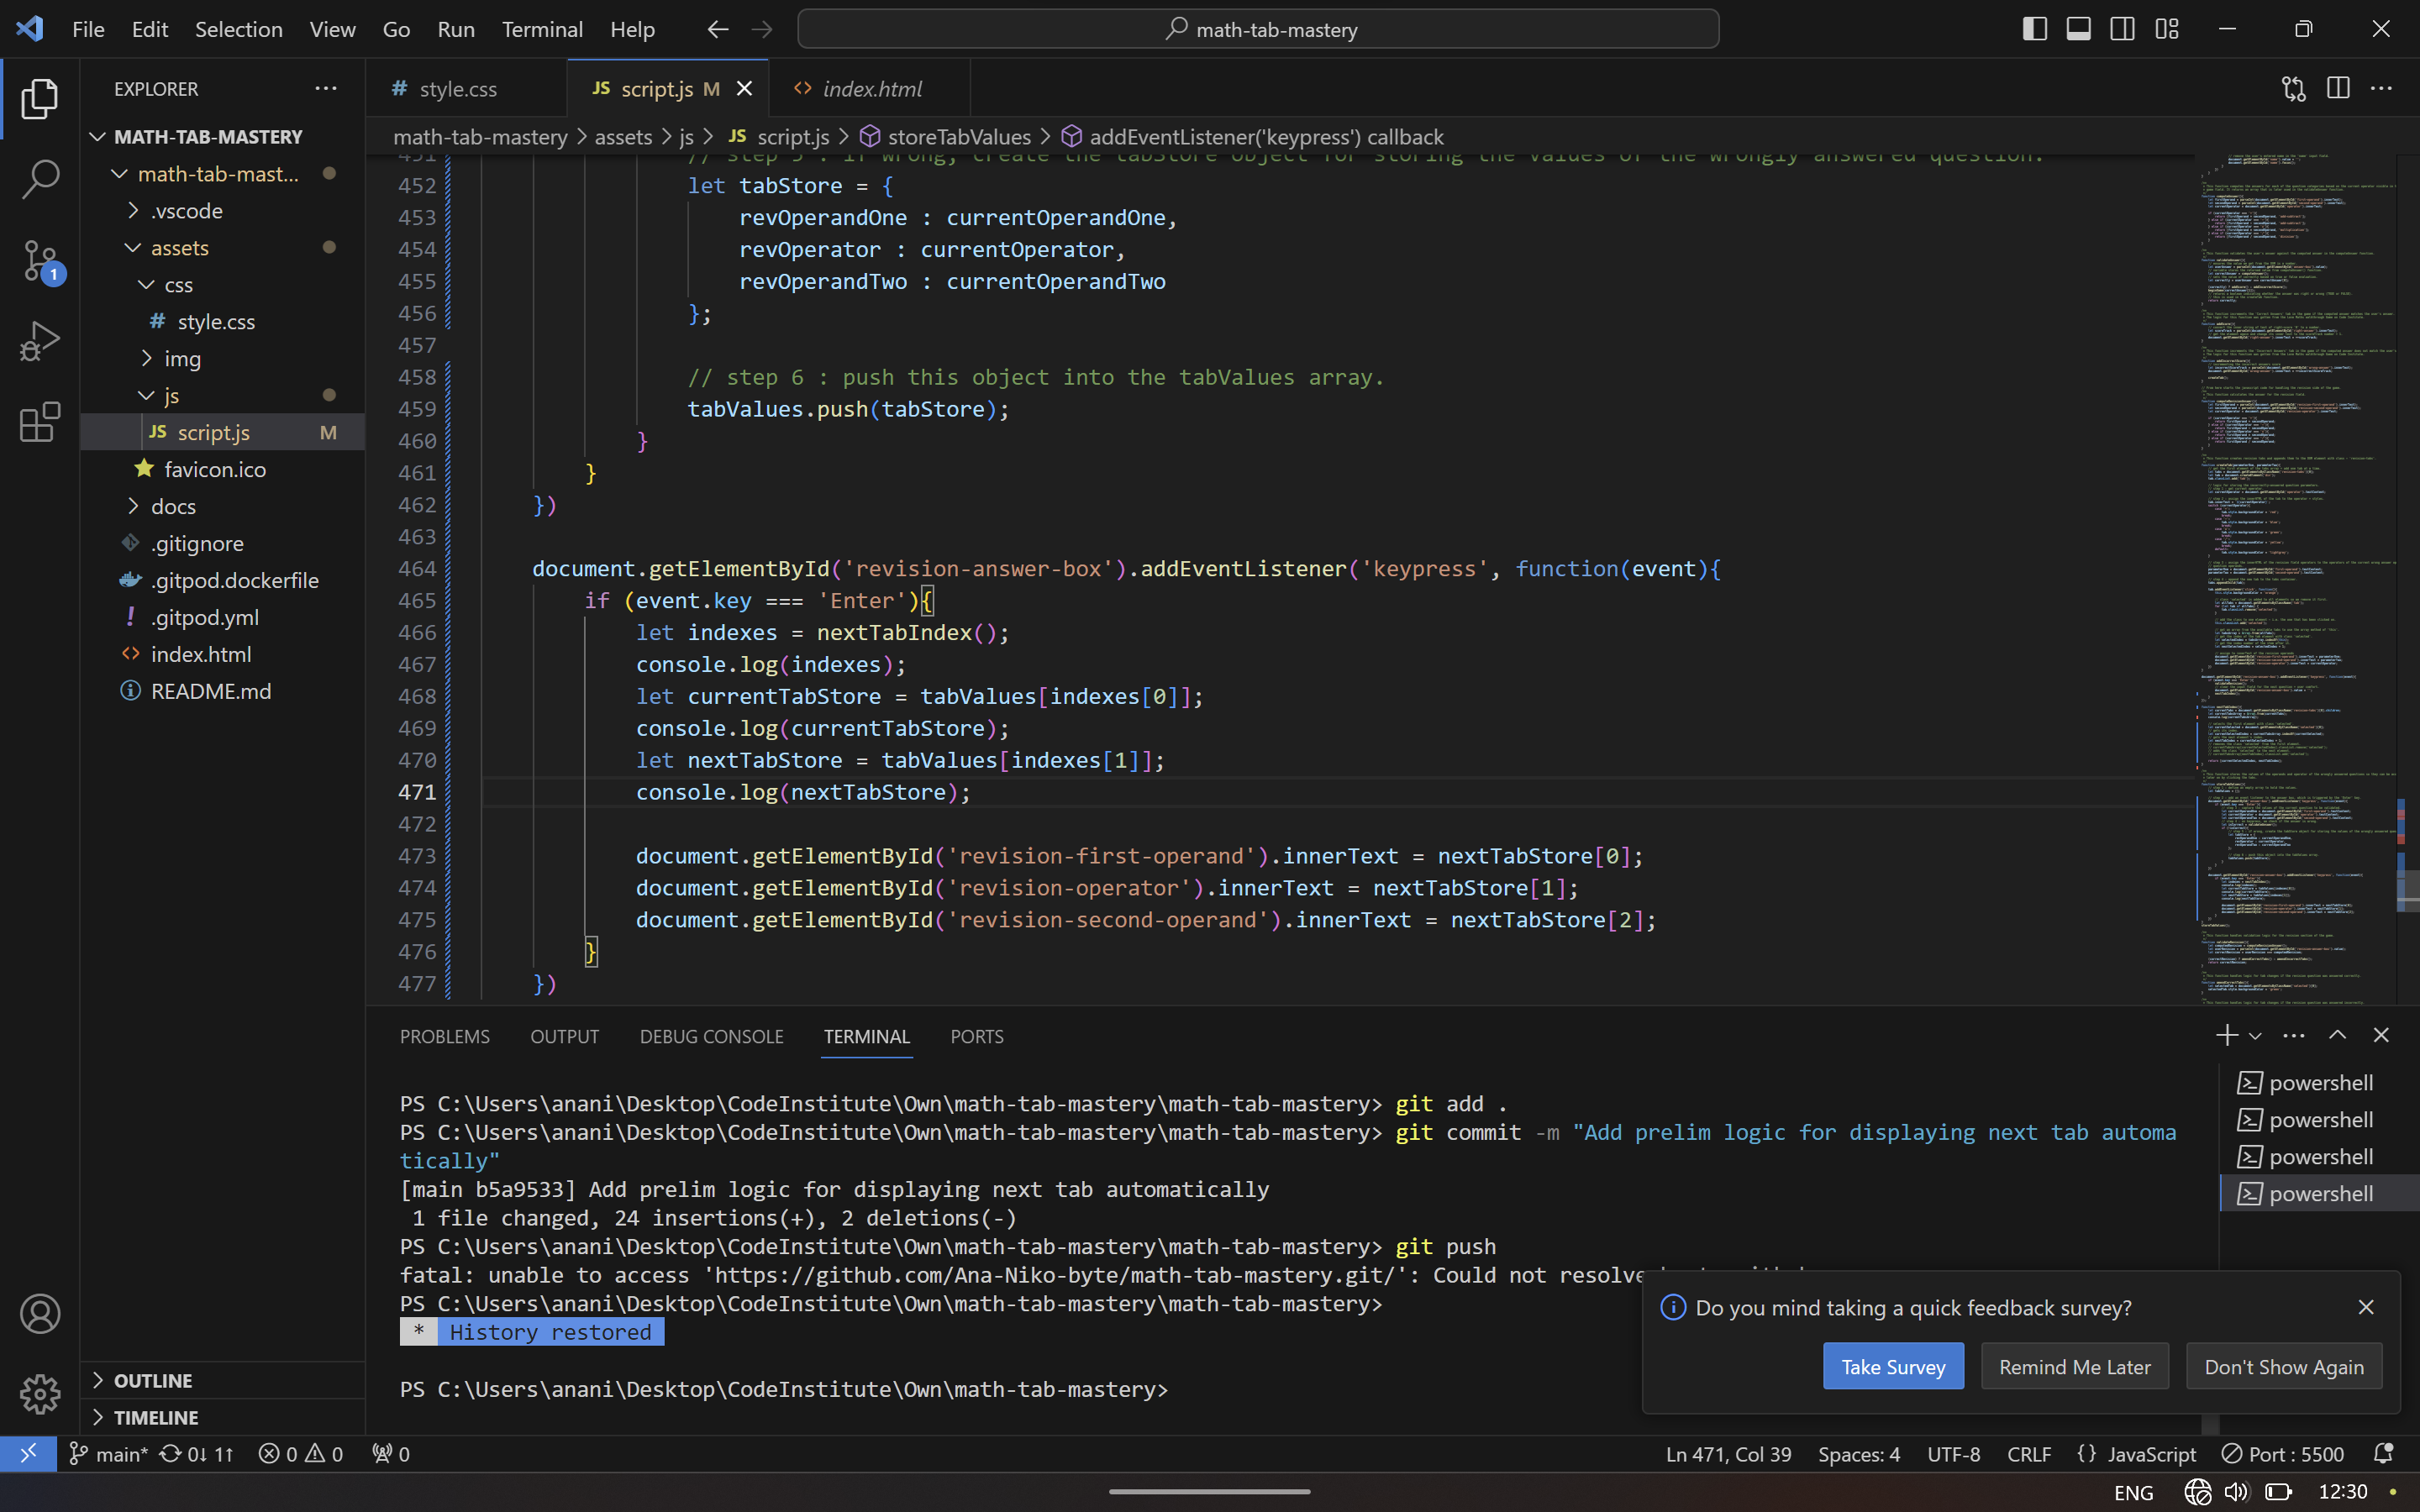 File Edit Selection View Go Run Terminal Help
math-tab-mastery
EXPLORER
MATH-TAB-MASTERY
math-tab-mast...
.vscode
assets
css
# style.css
img
js
JS script.js M
favicon.ico
docs
.gitignore
.gitpod.dockerfile
! .gitpod.yml
<> index.html
README.md
OUTLINE
TIMELINE
1
# style.css JS script.js M <> index.html
math-tab-mastery > assets > js > JS script.js > storeTabValues > addEventListener('keypress') callback
451 // step 5 : if wrong, create the tabStore object for storing the values of the wrongly answered question.
452 let tabStore = {
453 revOperandOne : currentOperandOne,
454 revOperator : currentOperator,
455 revOperandTwo : currentOperandTwo
456 };
457
458 // step 6 : push this object into the tabValues array.
459 tabValues.push(tabStore);
460 }
461 }
462 })
463
464 document.getElementById('revision-answer-box').addEventListener('keypress', function(event){
465 if (event.key === 'Enter'){
466 let indexes = nextTabIndex();
467 console.log(indexes);
468 let currentTabStore = tabValues[indexes[0]];
469 console.log(currentTabStore);
470 let nextTabStore = tabValues[indexes[1]];
471 console.log(nextTabStore);
472
473 document.getElementById('revision-first-operand').innerText = nextTabStore[0];
474 document.getElementById('revision-operator').innerText = nextTabStore[1];
475 document.getElementById('revision-second-operand').innerText = nextTabStore[2];
476 }
477 })
PROBLEMS OUTPUT DEBUG CONSOLE TERMINAL PORTS
PS C:\Users\anani\Desktop\CodeInstitute\Own\math-tab-mastery\math-tab-mastery> git add .
PS C:\Users\anani\Desktop\CodeInstitute\Own\math-tab-mastery\math-tab-mastery> git commit -m "Add prelim logic for displaying next tab automa
tically"
[main b5a9533] Add prelim logic for displaying next tab automatically
1 file changed, 24 insertions(+), 2 deletions(-)
PS C:\Users\anani\Desktop\CodeInstitute\Own\math-tab-mastery\math-tab-mastery> git push
fatal: unable to access 'https://github.com/Ana-Niko-byte/math-tab-mastery.git/': Could not resolve
PS C:\Users\anani\Desktop\CodeInstitute\Own\math-tab-mastery\math-tab-mastery>
* History restored
PS C:\Users\anani\Desktop\CodeInstitute\Own\math-tab-mastery>
powershell
powershell
powershell
powershell
Do you mind taking a quick feedback survey?
Take Survey Remind Me Later Don't Show Again
main* 0↓ 1↑ 0 0 0
Ln 471, Col 39 Spaces: 4 UTF-8 CRLF {} JavaScript Port : 5500
ENG 12:30